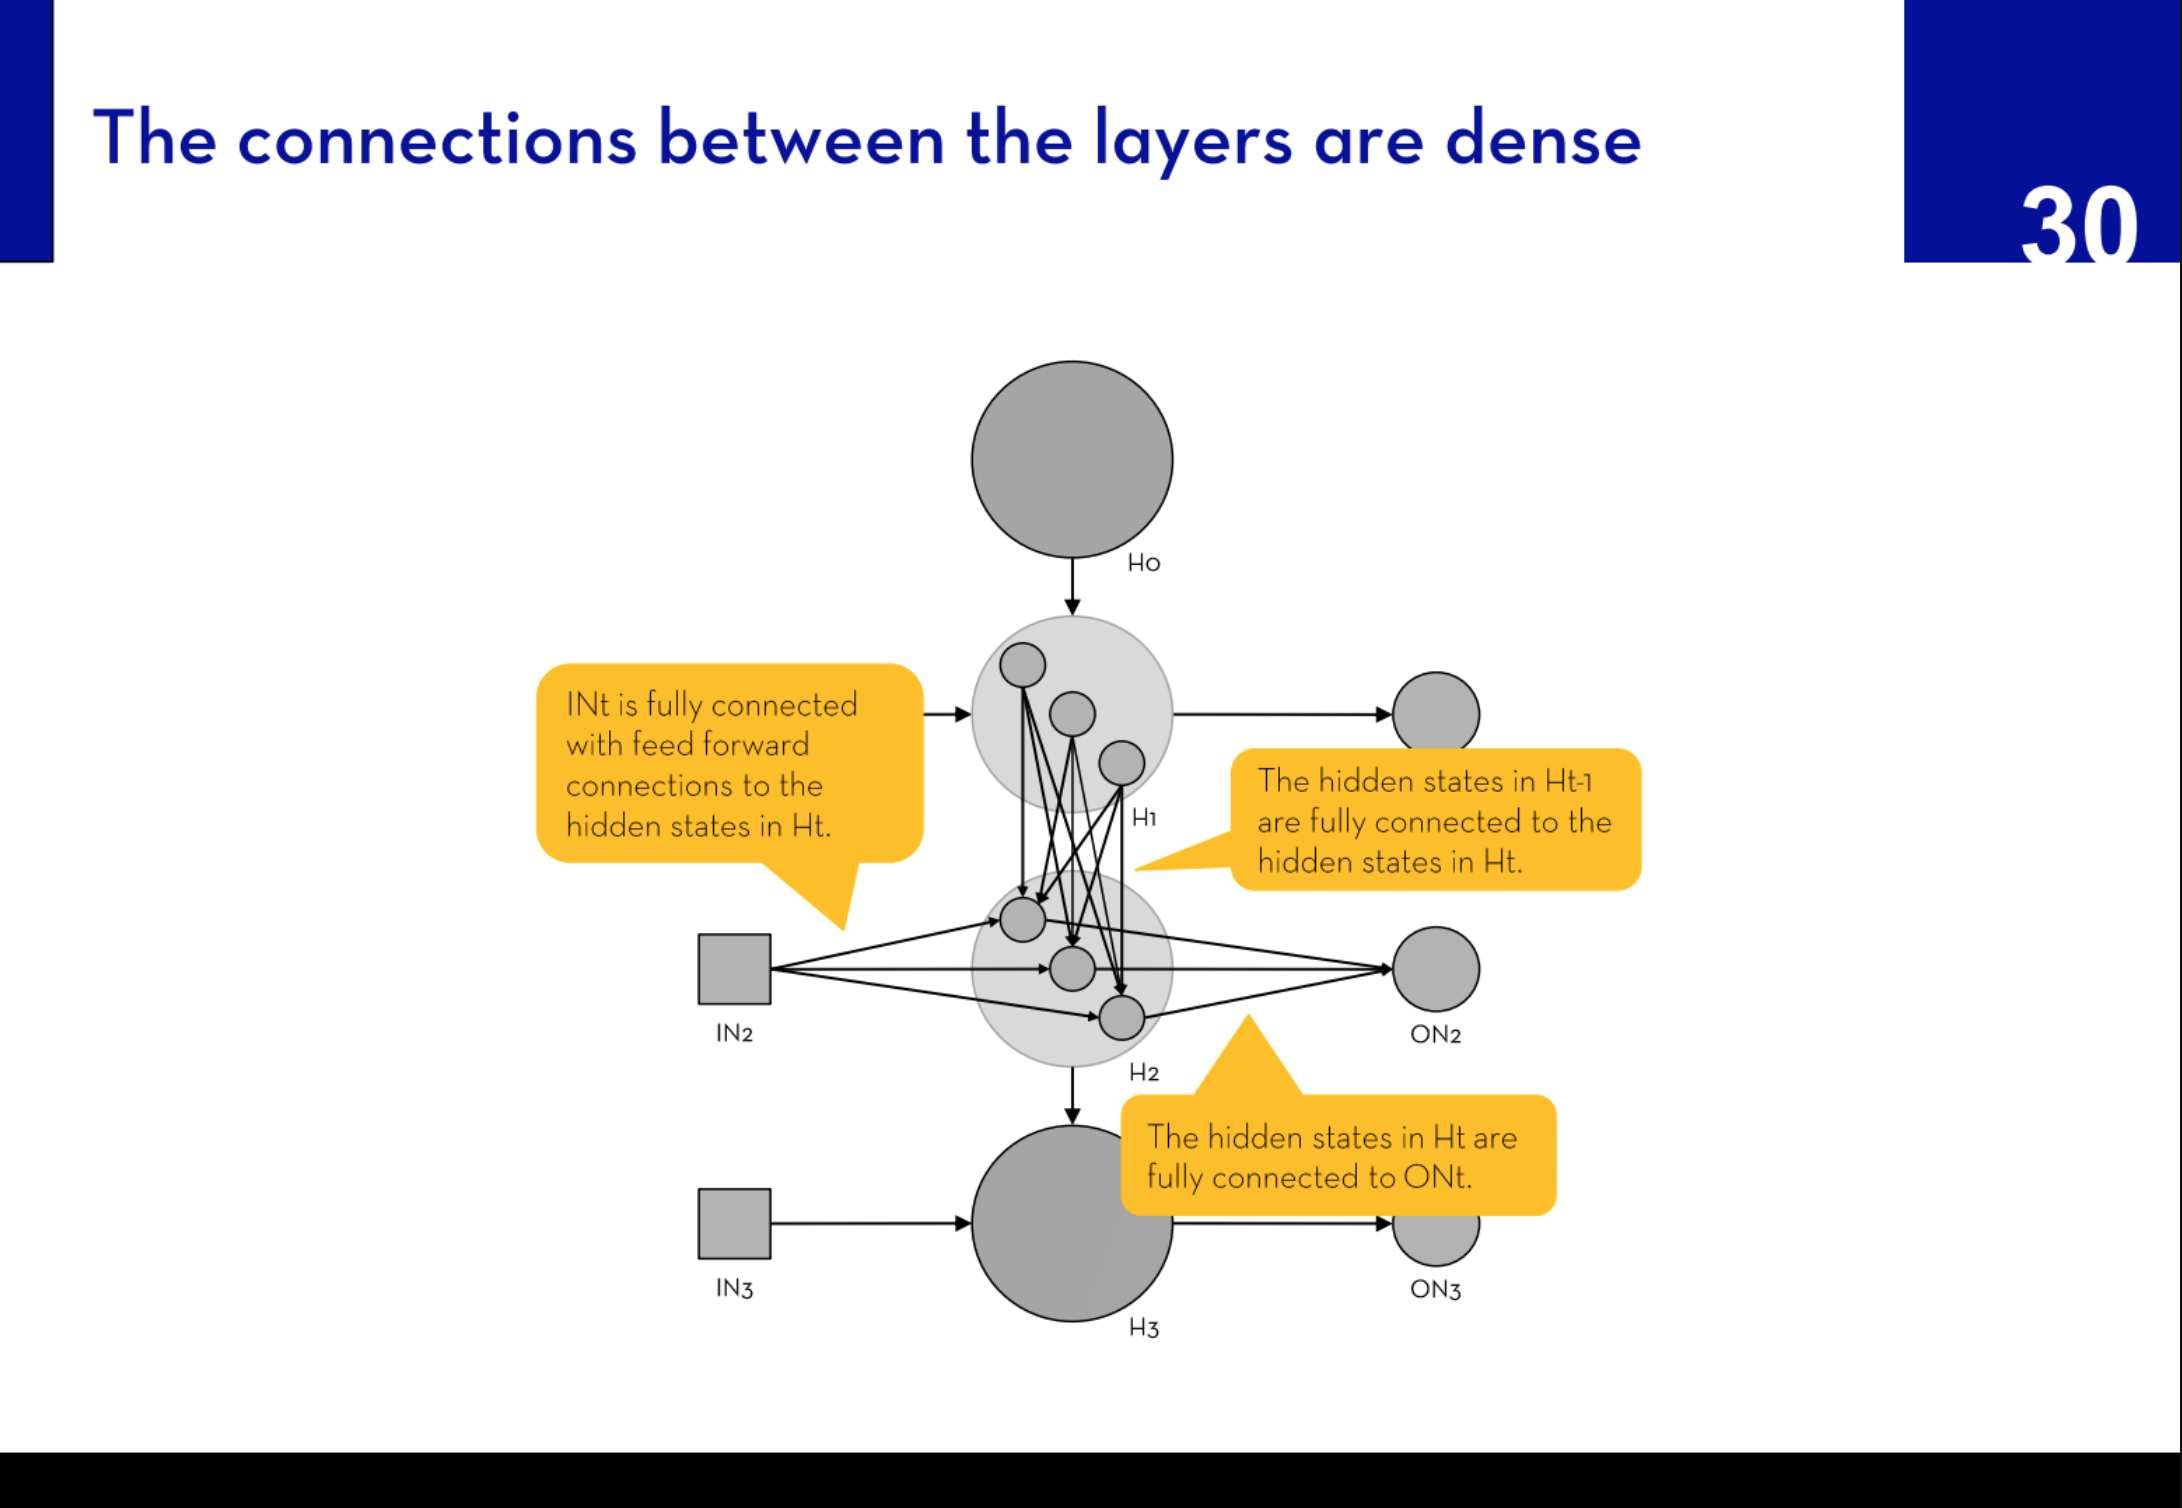 The connections between the layers are dense
30
H0
INt is fully connected
with feed forward
connections to the
hidden states in Ht.
The hidden states in Ht-1
are fully connected to the
hidden states in Ht.
H1
IN2
ON2
H2
The hidden states in Ht are
fully connected to ONt.
IN3
ON3
H3